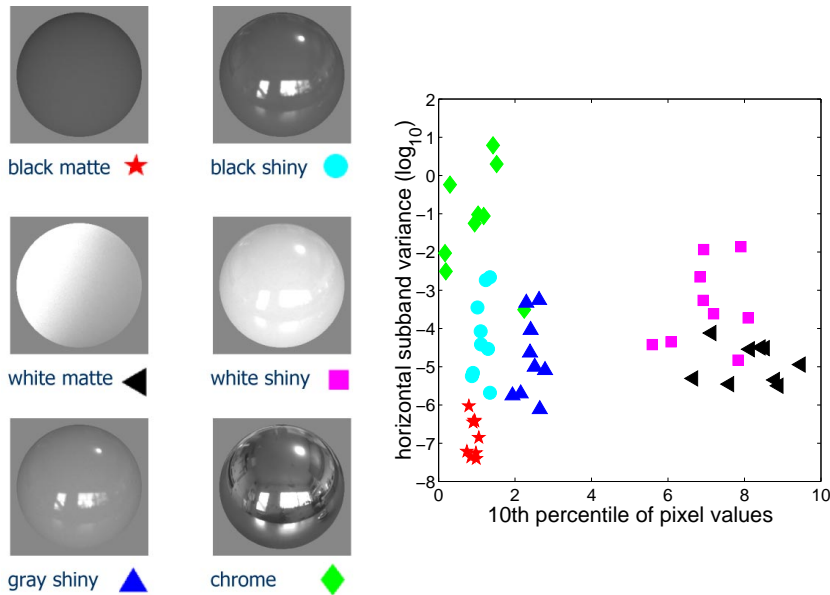 black matte
black shiny
white matte
white shiny
gray shiny
chrome
horizontal subband variance (log10)
2
1
0
−1
−2
−3
−4
−5
−6
−7
−8
0 2 4 6 8 10
10th percentile of pixel values